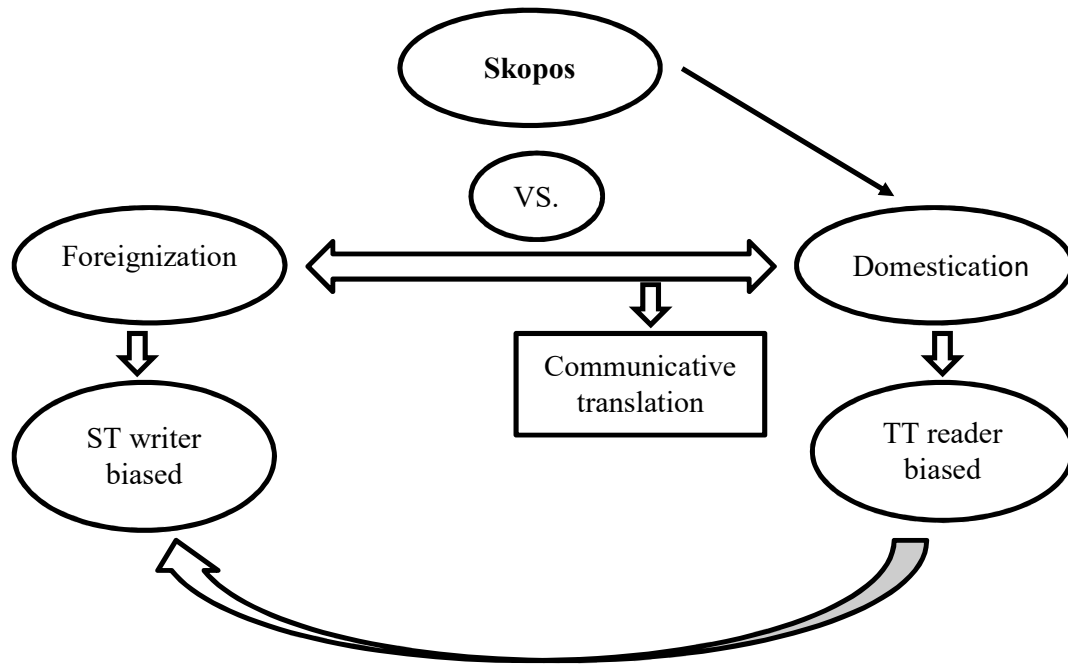 Skopos
VS.
Foreignization
Domestication
Communicative
translation
ST writer
biased
TT reader
biased